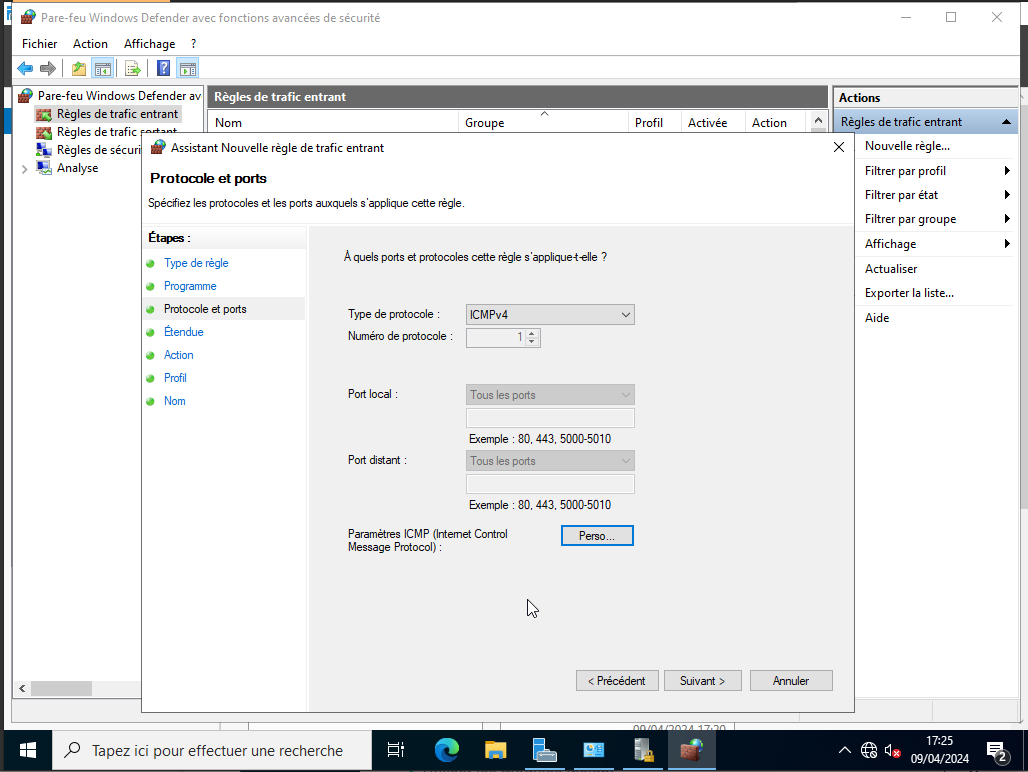 Pare-feu Windows Defender avec fonctions avancées de sécurité
Fichier Action Affichage ?
Pare-feu Windows Defender av
Règles de trafic entrant
Règles de trafic sortant
Règles de sécuri
Analyse
Règles de trafic entrant
Nom Groupe Profil Activée Action
Actions
Règles de trafic entrant
Nouvelle règle...
Filtrer par profil
Filtrer par état
Filtrer par groupe
Affichage
Actualiser
Exporter la liste...
Aide
Assistant Nouvelle règle de trafic entrant
Protocole et ports
Spécifiez les protocoles et les ports auxquels s'applique cette règle.
Étapes :
Type de règle
Programme
Protocole et ports
Étendue
Action
Profil
Nom
À quels ports et protocoles cette règle s'applique-t-elle ?
Type de protocole : ICMPv4
Numéro de protocole : 1
Port local : Tous les ports
Exemple : 80, 443, 5000-5010
Port distant : Tous les ports
Exemple : 80, 443, 5000-5010
Paramètres ICMP (Internet Control
Message Protocol) :
Perso...
< Précédent Suivant > Annuler
09/04/2024 17:20
Tapez ici pour effectuer une recherche
17:25
09/04/2024
2